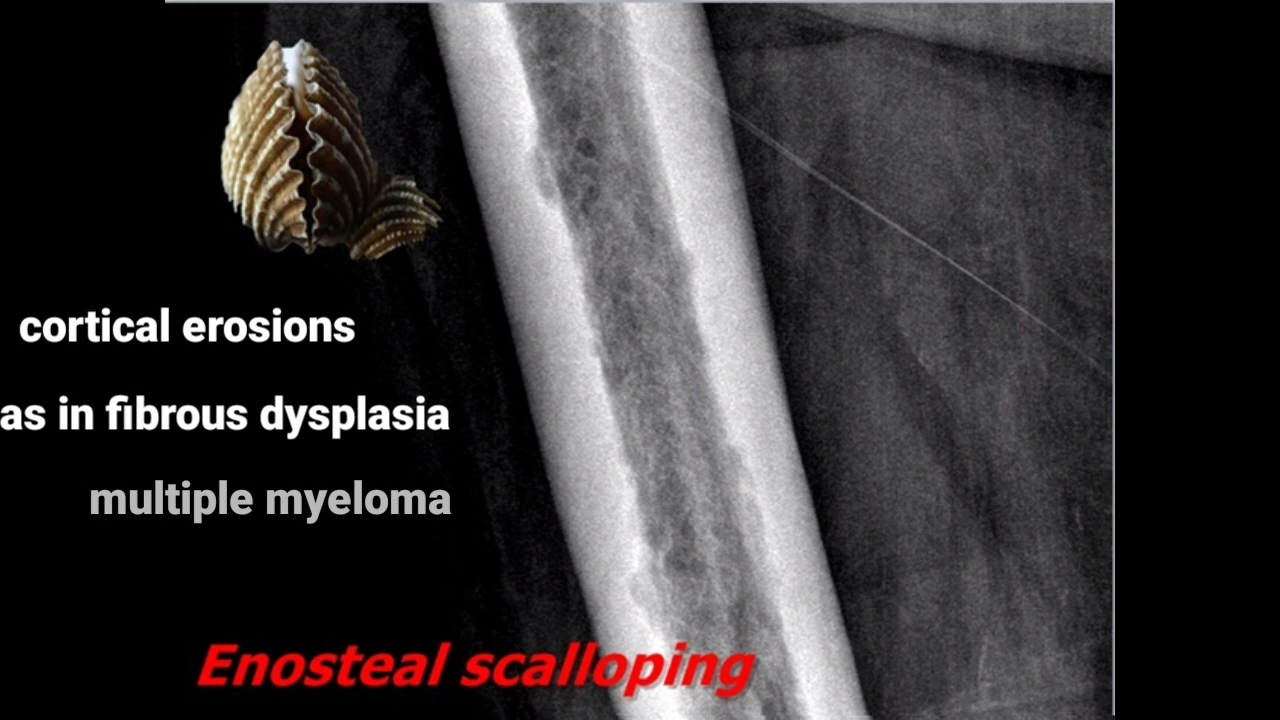 cortical erosions
as in fibrous dysplasia
multiple myeloma
Enosteal scalloping